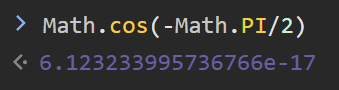 > Math.cos(-Math.PI/2)
<· 6.123233995736766e-17